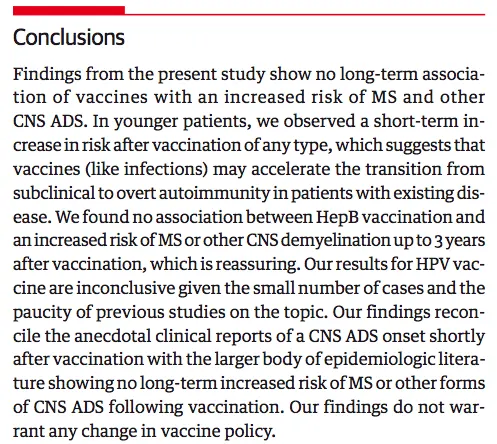 Conclusions
Findings from the present study show no long-term associa-
tion of vaccines with an increased risk of MS and other
CNS ADS. In younger patients, we observed a short-term in-
crease in risk after vaccination of any type, which suggests that
vaccines (like infections) may accelerate the transition from
subclinical to overt autoimmunity in patients with existing dis-
ease. We found no association between HepB vaccination and
an increased risk of MS or other CNS demyelination up to 3 years
after vaccination, which is reassuring. Our results for HPV vac-
cine are inconclusive given the small number of cases and the
paucity of previous studies on the topic. Our findings recon-
cile the anecdotal clinical reports of a CNS ADS onset shortly
after vaccination with the larger body of epidemiologic litera-
ture showing no long-term increased risk of MS or other forms
of CNS ADS following vaccination. Our findings do not war-
rant any change in vaccine policy.